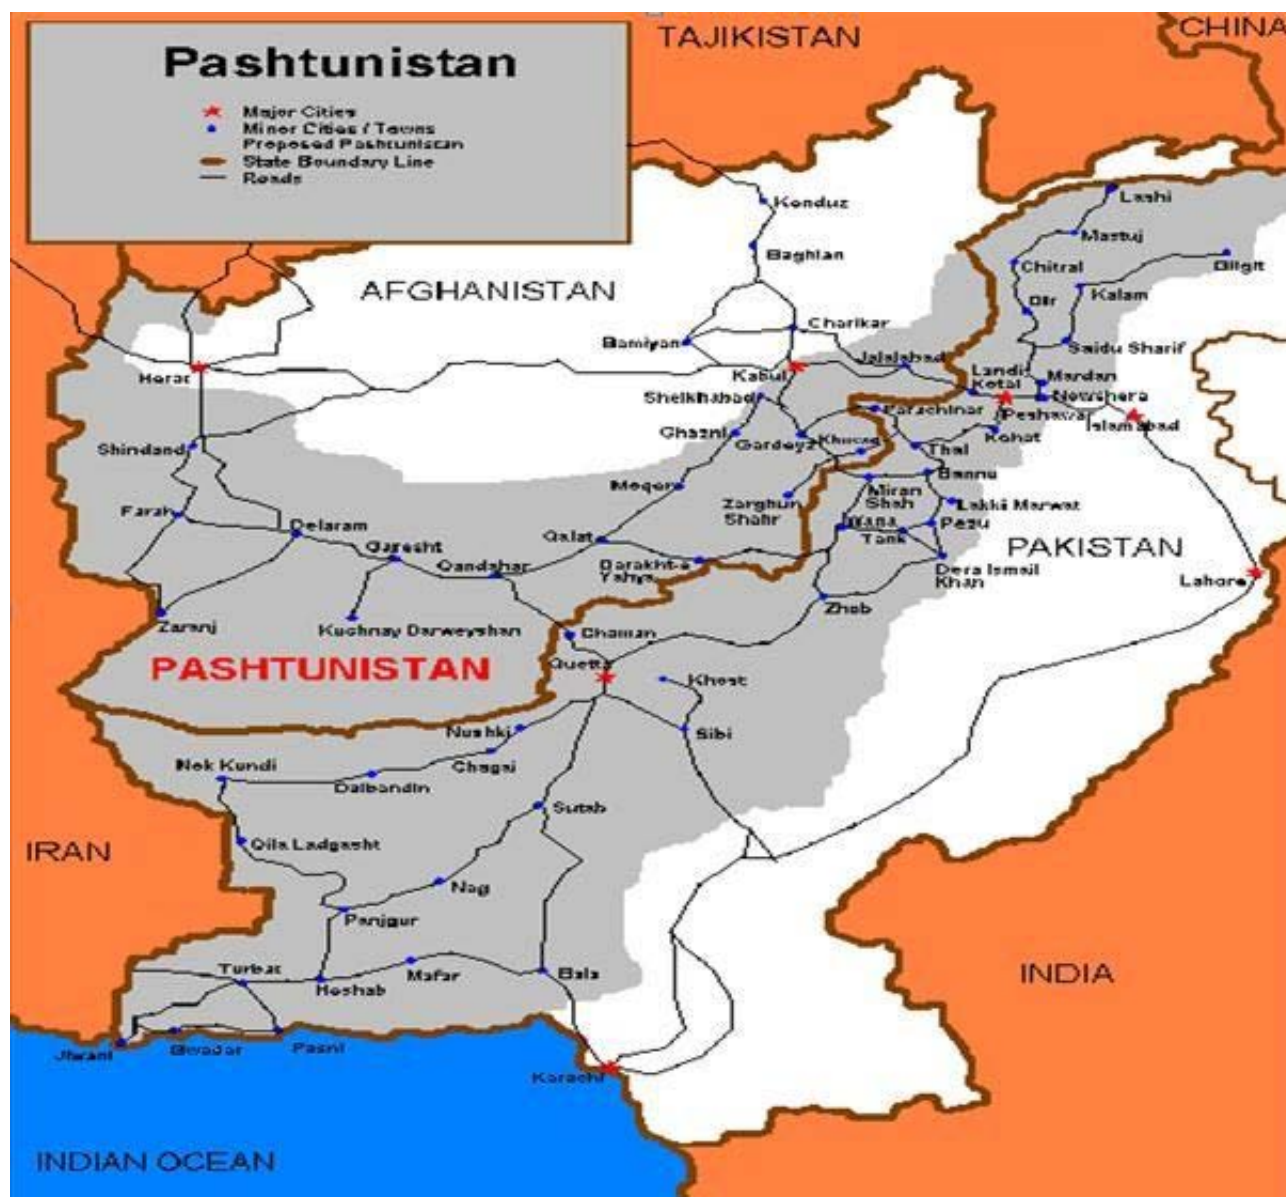 Pashtunistan
Major Cities
Minor Cities / Towns
Proposed Pashtunistan
State Boundary Line
Roads
TAJIKISTAN
CHINA
Lashi
Konduz
Mastuj
Baghlan
Chitral
Gilgit
AFGHANISTAN
Kalam
Dir
Charikar
Bamiyan
Saidu Sharif
Jalalabad
Herat
Kabul
Landi
Kotal
Mardan
Nowshera
Sheikhabad
Parachinar
Peshawar
Islamabad
Ghazni
Gardeyz
Kohat
Shindand
Thal
Bannu
Moqor
Miran
Shah
Zarghun
Shahr
Lakki Marwat
Farah
Delaram
Wana
Tank
Pezu
PAKISTAN
Qalat
Garesht
Qandahar
Darakht-e
Yahya
Dera Ismail
Khan
Lahore
Zhob
Zaranj
Kuchnay Darweyshan
Chaman
PASHTUNISTAN
Quetta
Khost
Nushki
Sibi
Chagai
Nok Kundi
Dalbandin
Sutab
IRAN
Qila Ladgasht
Nag
Panjgur
Turbat
Hoshab
Mafar
Bela
INDIA
Jiwani
Gwadar
Pasni
Karachi
INDIAN OCEAN